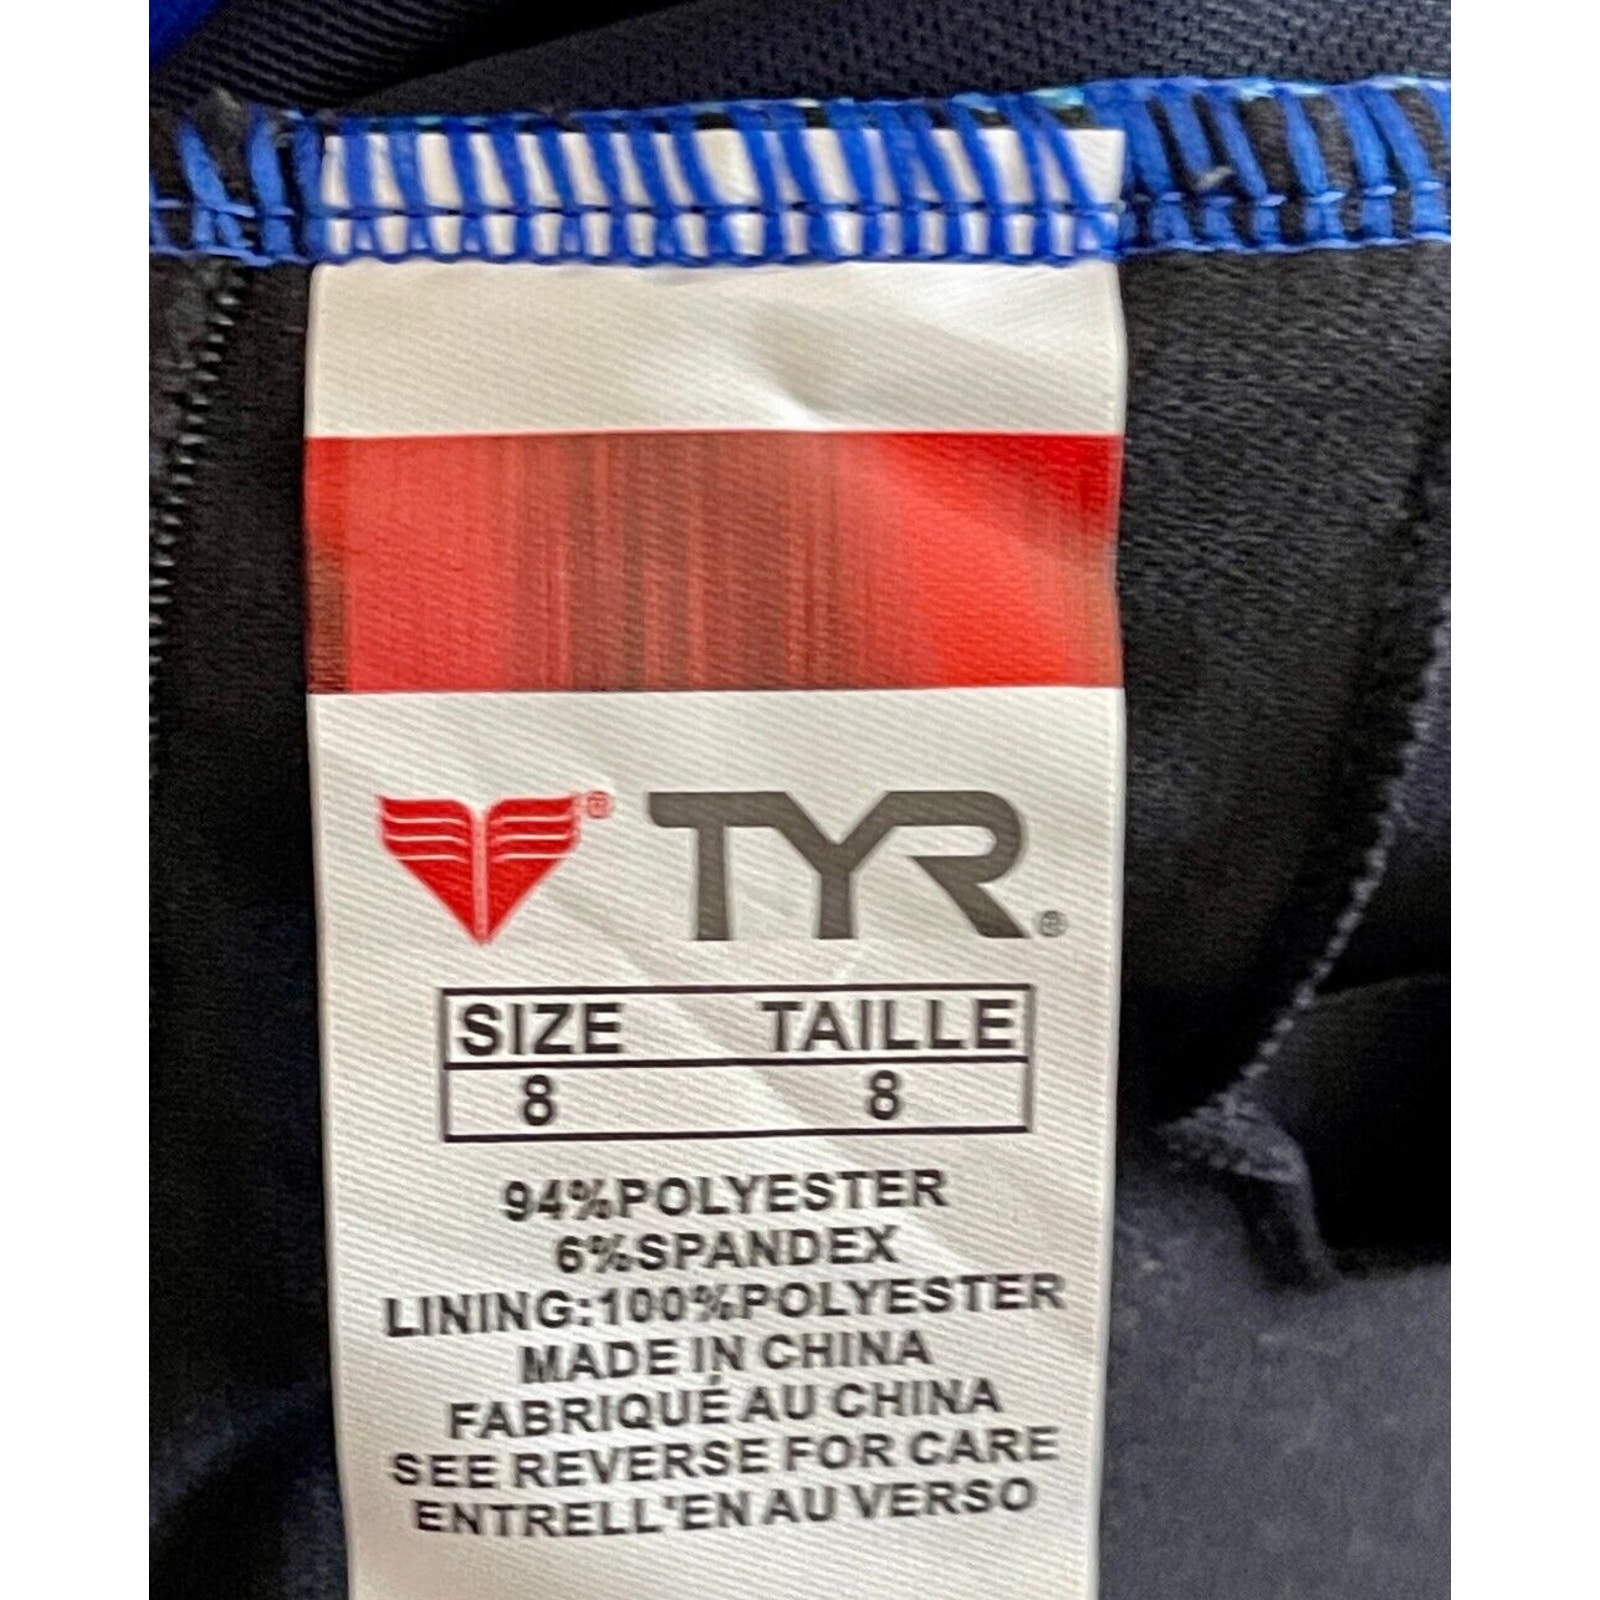 ® TYR®
SIZE TAILLE
8 8
94%POLYESTER
6%SPANDEX
LINING:100%POLYESTER
MADE IN CHINA
FABRIQUÉ AU CHINA
SEE REVERSE FOR CARE
ENTRELL'EN AU VERSO